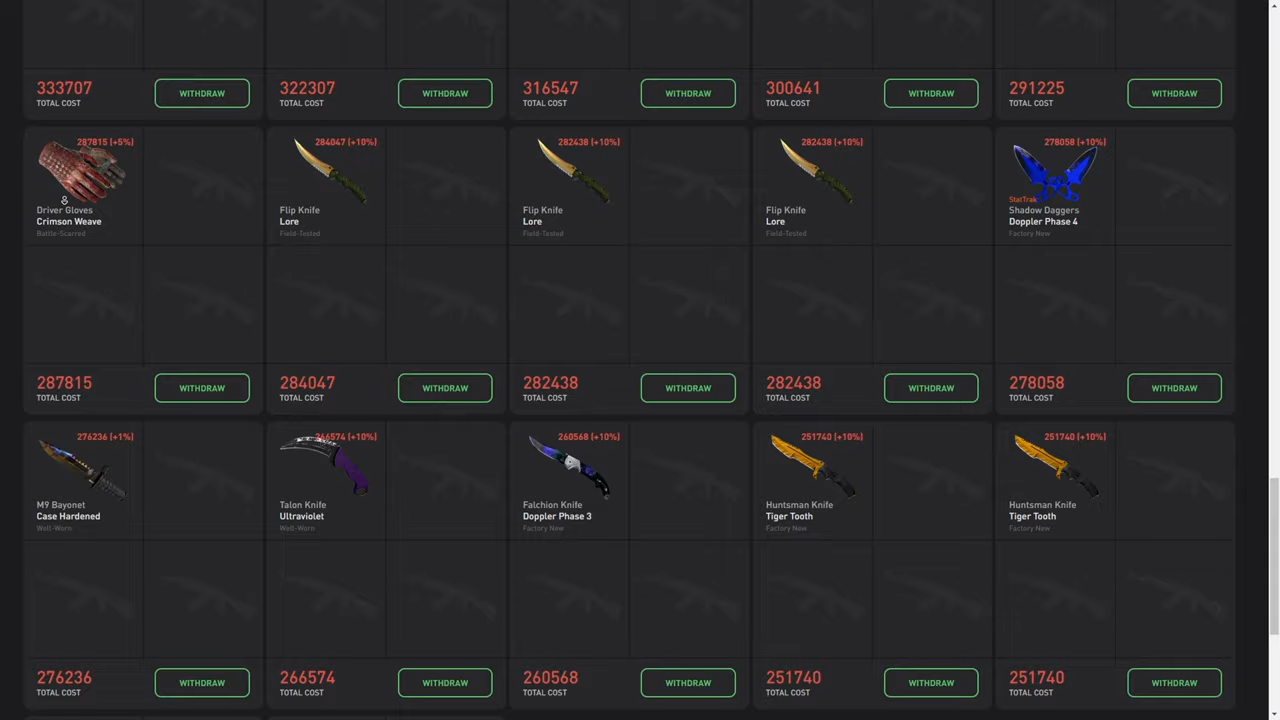 333707
TOTAL COST
WITHDRAW
322307
TOTAL COST
WITHDRAW
316547
TOTAL COST
WITHDRAW
300641
TOTAL COST
WITHDRAW
291225
TOTAL COST
WITHDRAW
287815 (+5%)
Driver Gloves
Crimson Weave
Battle-Scarred
287815
TOTAL COST
WITHDRAW
284047 (+10%)
Flip Knife
Lore
Field-Tested
284047
TOTAL COST
WITHDRAW
282438 (+10%)
Flip Knife
Lore
Field-Tested
282438
TOTAL COST
WITHDRAW
282438 (+10%)
Flip Knife
Lore
Field-Tested
282438
TOTAL COST
WITHDRAW
278058 (+10%)
StatTrak
Shadow Daggers
Doppler Phase 4
Factory New
278058
TOTAL COST
WITHDRAW
276236 (+1%)
M9 Bayonet
Case Hardened
Well-Worn
276236
TOTAL COST
WITHDRAW
266574 (+10%)
Talon Knife
Ultraviolet
Well-Worn
266574
TOTAL COST
WITHDRAW
260568 (+10%)
Falchion Knife
Doppler Phase 3
Factory New
260568
TOTAL COST
WITHDRAW
251740 (+10%)
Huntsman Knife
Tiger Tooth
Factory New
251740
TOTAL COST
WITHDRAW
251740 (+10%)
Huntsman Knife
Tiger Tooth
Factory New
251740
TOTAL COST
WITHDRAW